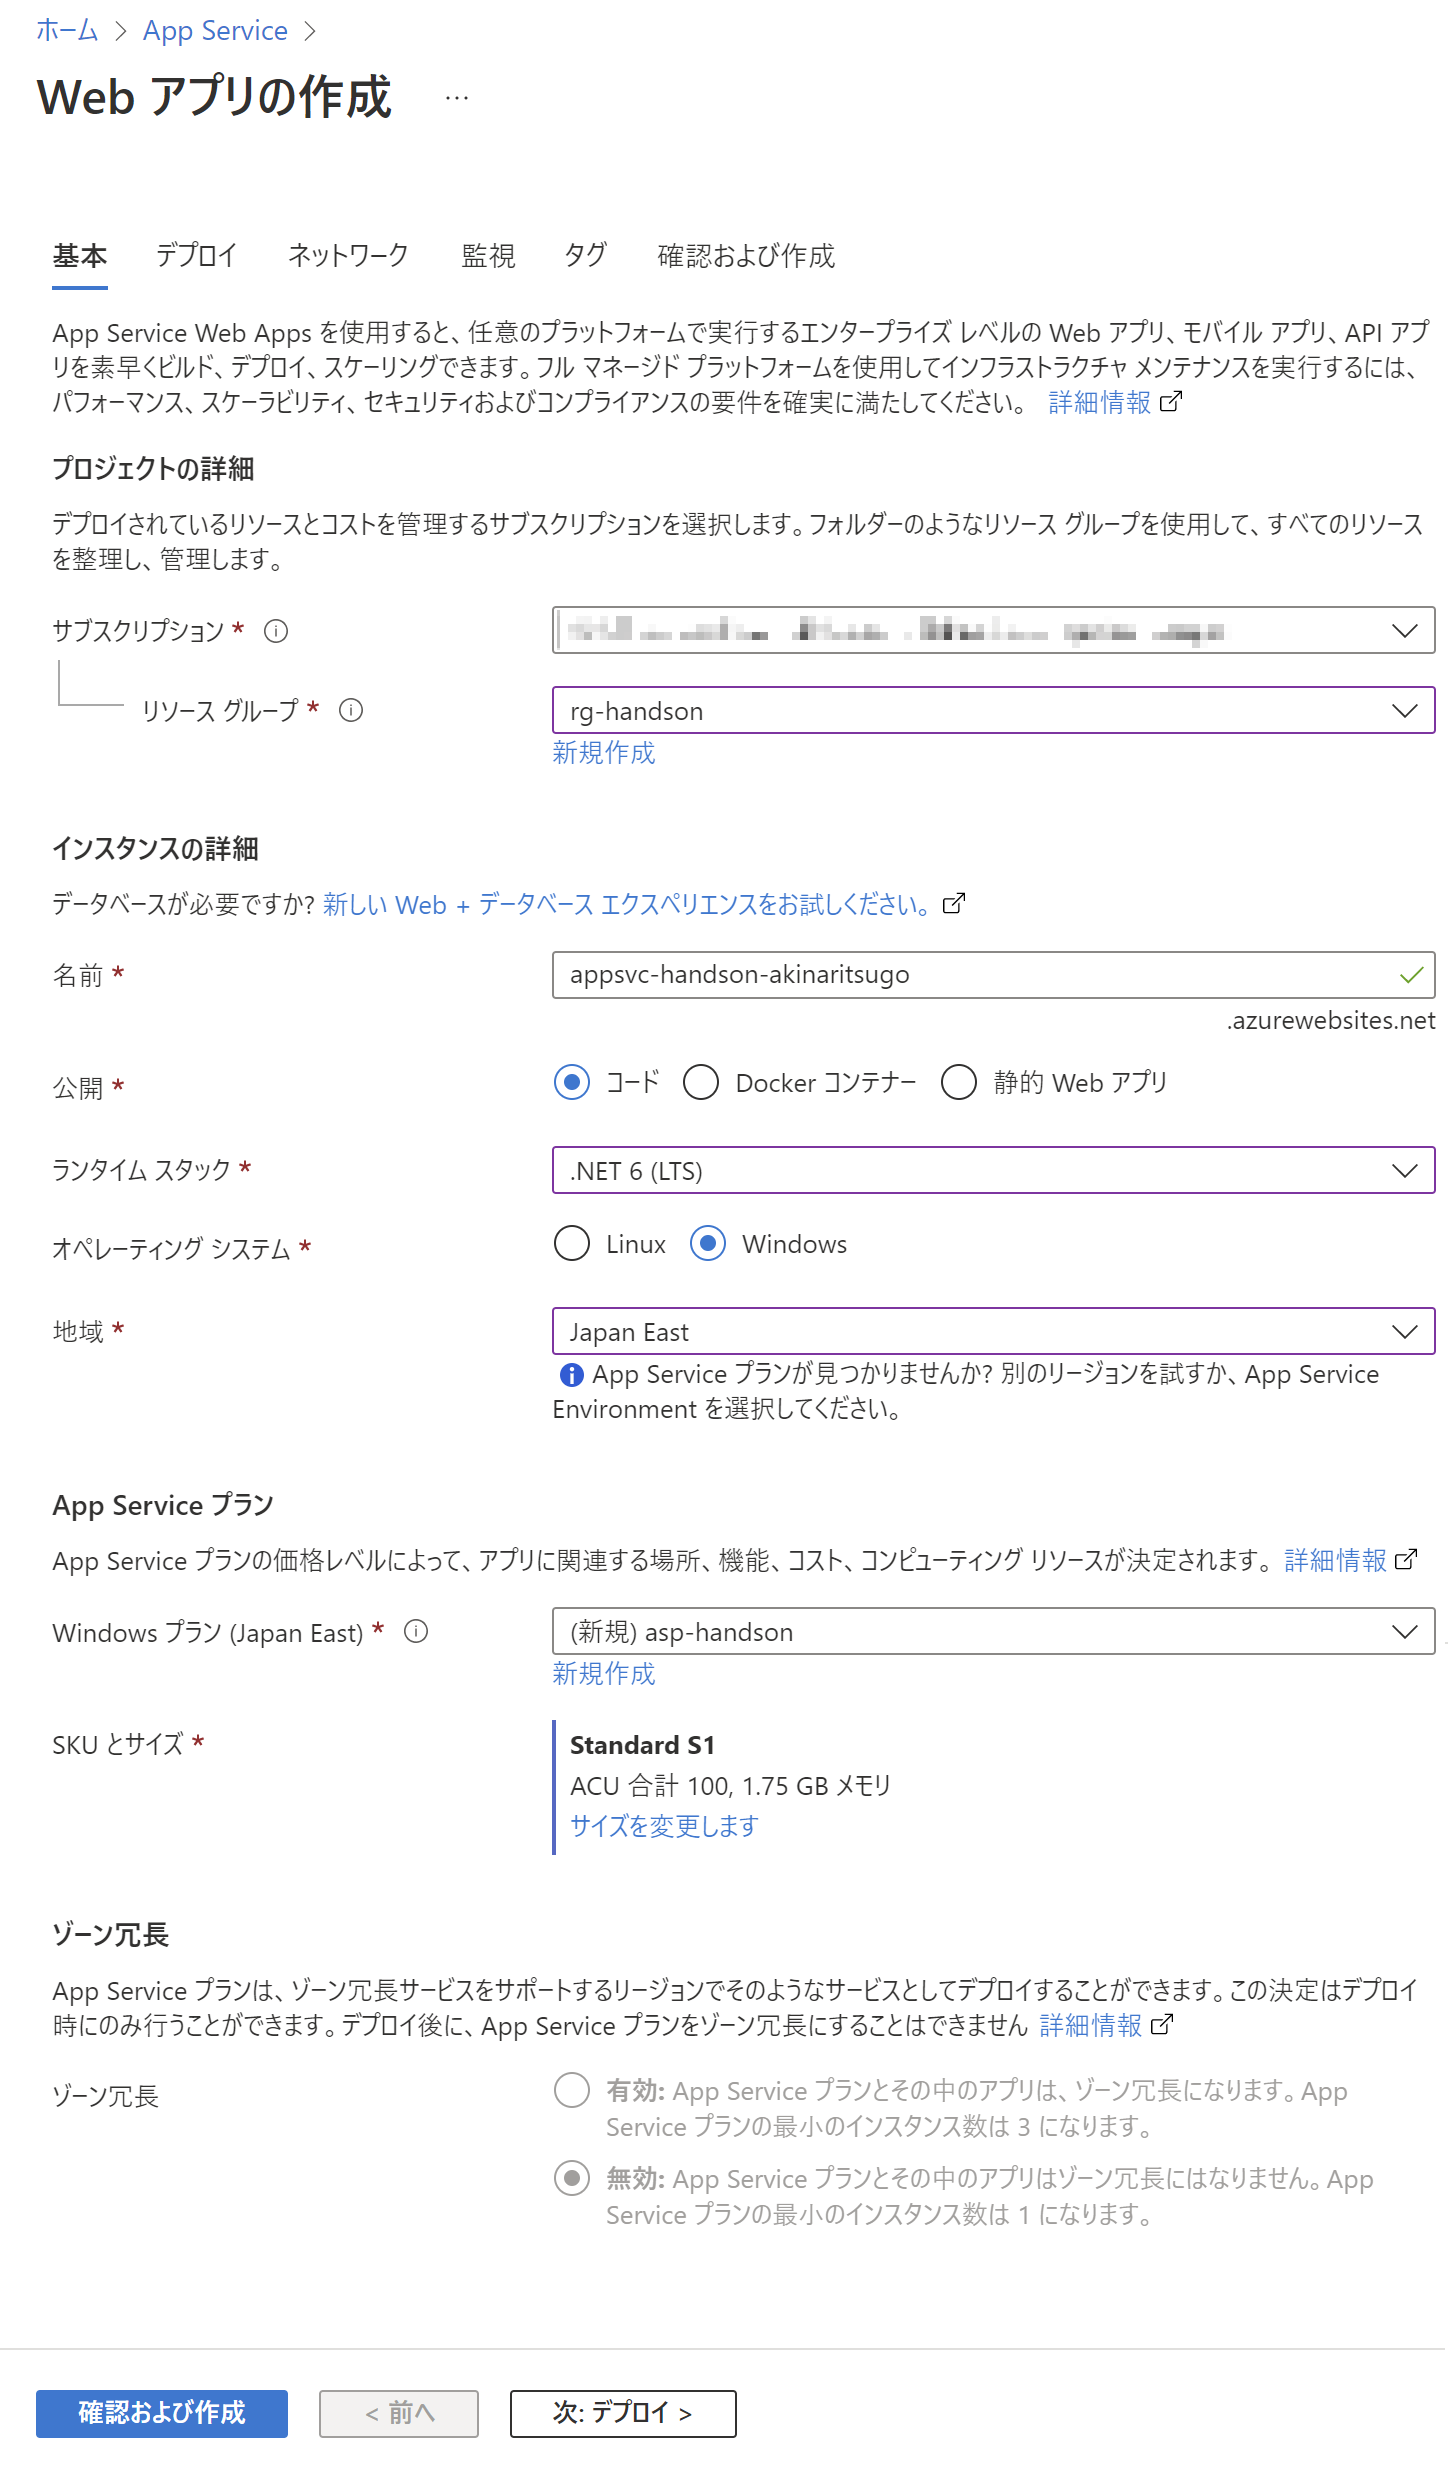 ホーム > App Service >
Web アプリの作成 …
基本 デプロイ ネットワーク 監視 タグ 確認および作成
App Service Web Apps を使用すると、任意のプラットフォームで実行するエンタープライズ レベルの Web アプリ、モバイル アプリ、API アプ
リを素早くビルド、デプロイ、スケーリングできます。フル マネージド プラットフォームを使用してインフラストラクチャ メンテナンスを実行するには、
パフォーマンス、スケーラビリティ、セキュリティおよびコンプライアンスの要件を確実に満たしてください。 詳細情報
プロジェクトの詳細
デプロイされているリソースとコストを管理するサブスクリプションを選択します。フォルダーのようなリソース グループを使用して、すべてのリソース
を整理し、管理します。
サブスクリプション *
リソース グループ * rg-handson
新規作成
インスタンスの詳細
データベースが必要ですか? 新しい Web + データベース エクスペリエンスをお試しください。
名前 * appsvc-handson-akinaritsugo
.azurewebsites.net
公開 * コード Docker コンテナー 静的 Web アプリ
ランタイム スタック * .NET 6 (LTS)
オペレーティング システム * Linux Windows
地域 * Japan East
App Service プランが見つかりませんか? 別のリージョンを試すか、App Service
Environment を選択してください。
App Service プラン
App Service プランの価格レベルによって、アプリに関連する場所、機能、コスト、コンピューティング リソースが決定されます。 詳細情報
Windows プラン (Japan East) * (新規) asp-handson
新規作成
SKU とサイズ * Standard S1
ACU 合計 100, 1.75 GB メモリ
サイズを変更します
ゾーン冗長
App Service プランは、ゾーン冗長サービスをサポートするリージョンでそのようなサービスとしてデプロイすることができます。この決定はデプロイ
時にのみ行うことができます。デプロイ後に、App Service プランをゾーン冗長にすることはできません 詳細情報
ゾーン冗長 有効: App Service プランとその中のアプリは、ゾーン冗長になります。App
Service プランの最小のインスタンス数は 3 になります。
無効: App Service プランとその中のアプリはゾーン冗長にはなりません。App
Service プランの最小のインスタンス数は 1 になります。
確認および作成 < 前へ 次: デプロイ >